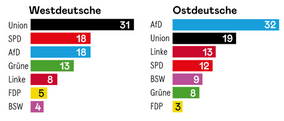 Westdeutsche
Union 31
SPD 18
AfD 18
Grüne 13
Linke 8
FDP 5
BSW 4
Ostdeutsche
AfD 32
Union 19
Linke 13
SPD 12
BSW 9
Grüne 8
FDP 3